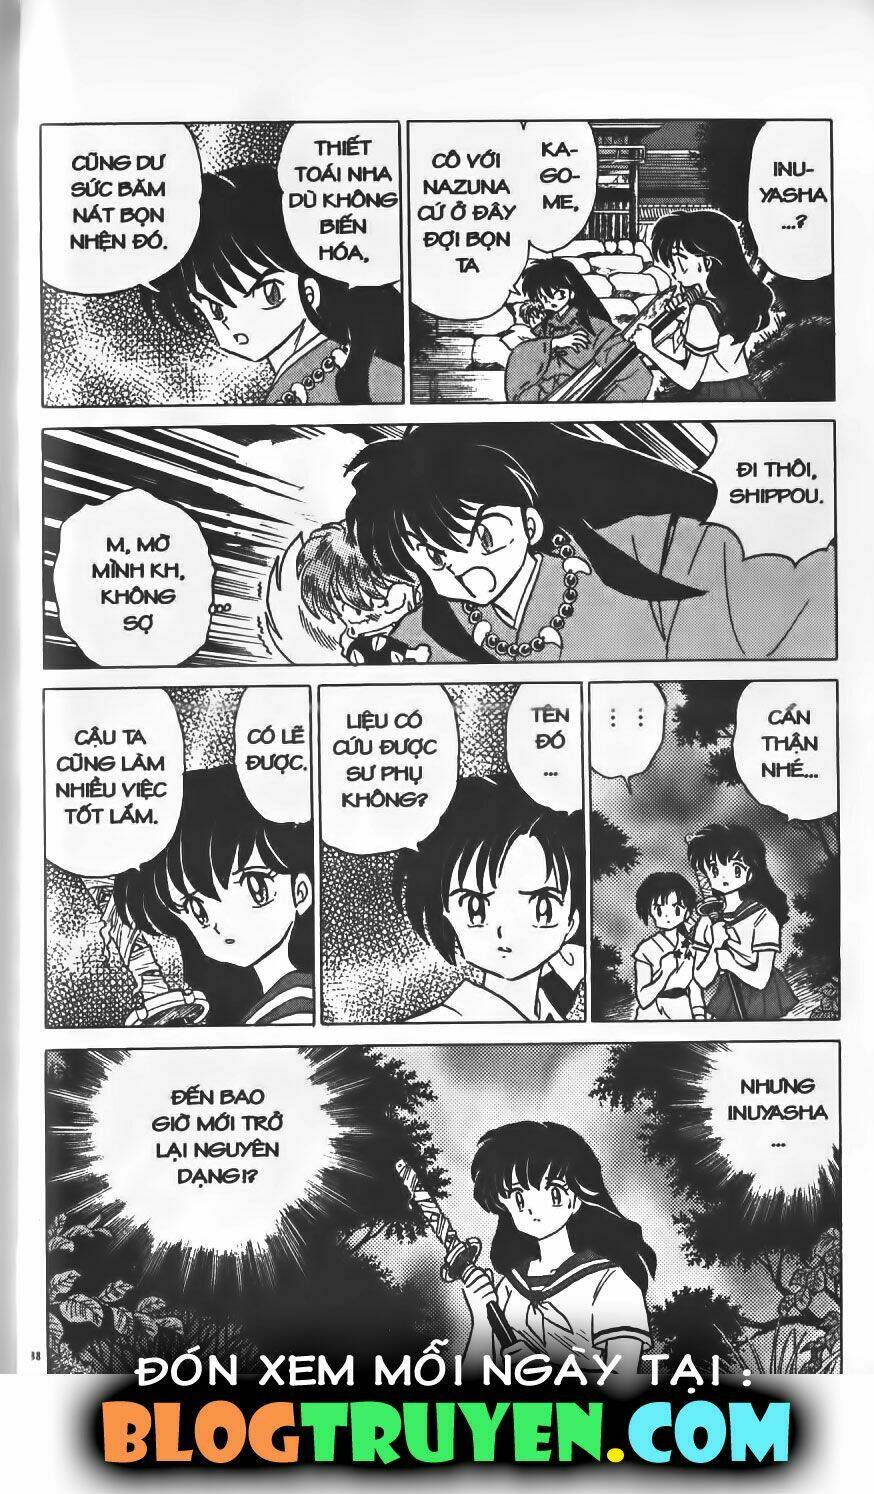 INU-
YASHA
...?
KA-
GO-
ME.
CÔ VỚI
NAZUNA
CỨ Ở ĐÂY
ĐỢI BỌN
TA
THIẾT
TOÁI NHA
DÙ KHÔNG
BIẾN
HÓA,
CŨNG DƯ
SỨC BĂM
NÁT BỌN
NHỆN ĐÓ.
ĐI THÔI,
SHIPPOU.
M, MỜ
MÌNH KH,
KHÔNG
SỢ
CẨN
THẬN
NHÉ...
... ...
TÊN
ĐÓ
...
LIỆU CÓ
CỨU ĐƯỢC
SƯ PHỤ
KHÔNG?
CÓ LẼ
ĐƯỢC.
CẬU TA
CŨNG LÀM
NHIỀU VIỆC
TỐT LẮM.
NHƯNG
INUYASHA
...
ĐẾN BAO
GIỜ MỚI TRỞ
LẠI NGUYÊN
DẠNG!?
38
ĐÓN XEM MỖI NGÀY TẠI :
BLOGTRUYEN.COM